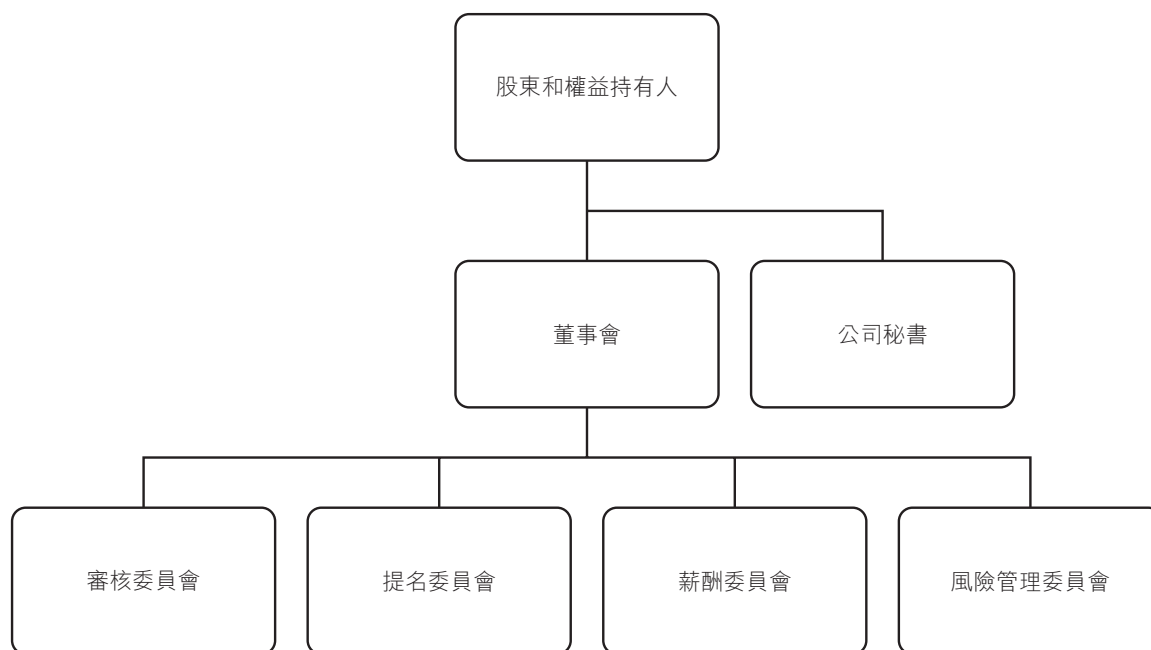 股東和權益持有人
董事會
公司秘書
審核委員會
提名委員會
薪酬委員會
風險管理委員會